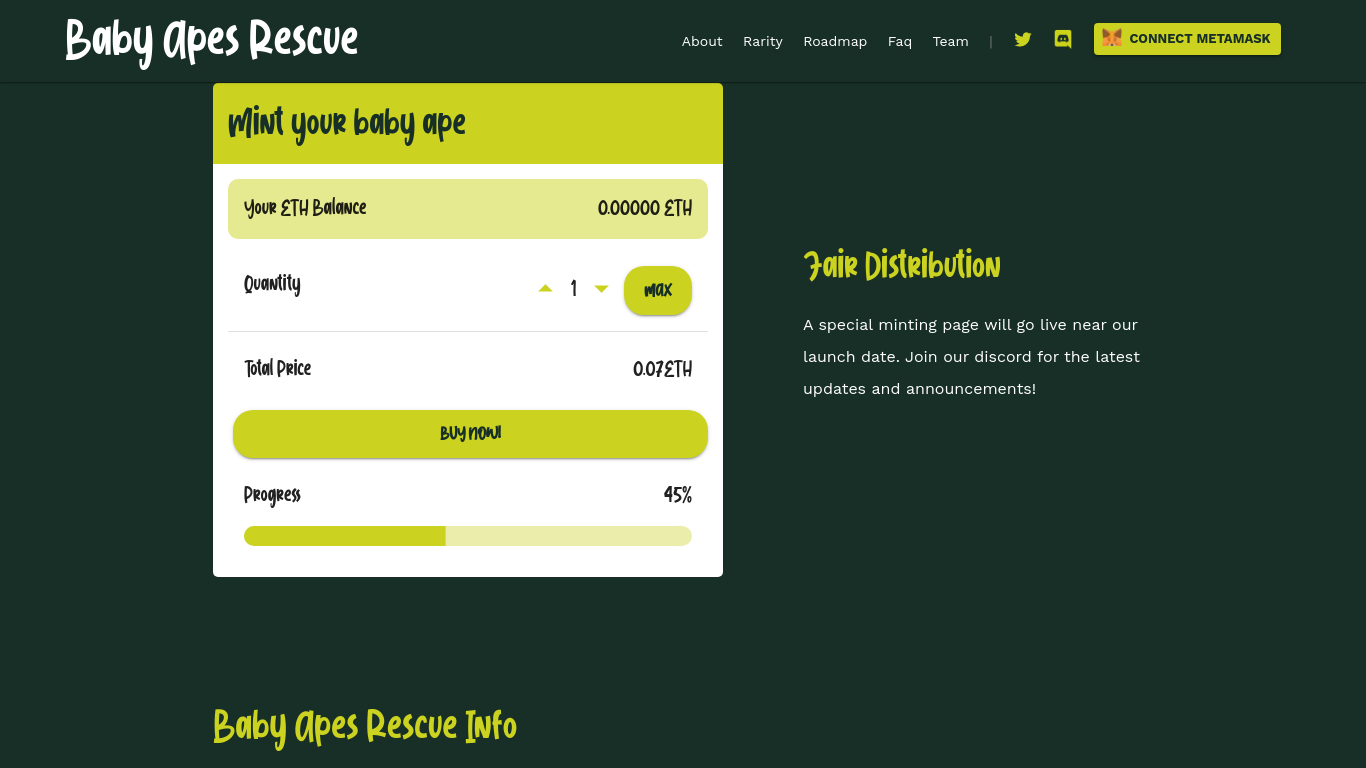 Baby Apes Rescue
About Rarity Roadmap Faq Team | CONNECT METAMASK
Mint your baby ape
Your ETH Balance 0.00000 ETH
Quantity 1 max
Total Price 0.07ETH
BUY NOW!
Progress 45%
Fair Distribution
A special minting page will go live near our
launch date. Join our discord for the latest
updates and announcements!
Baby Apes Rescue Info